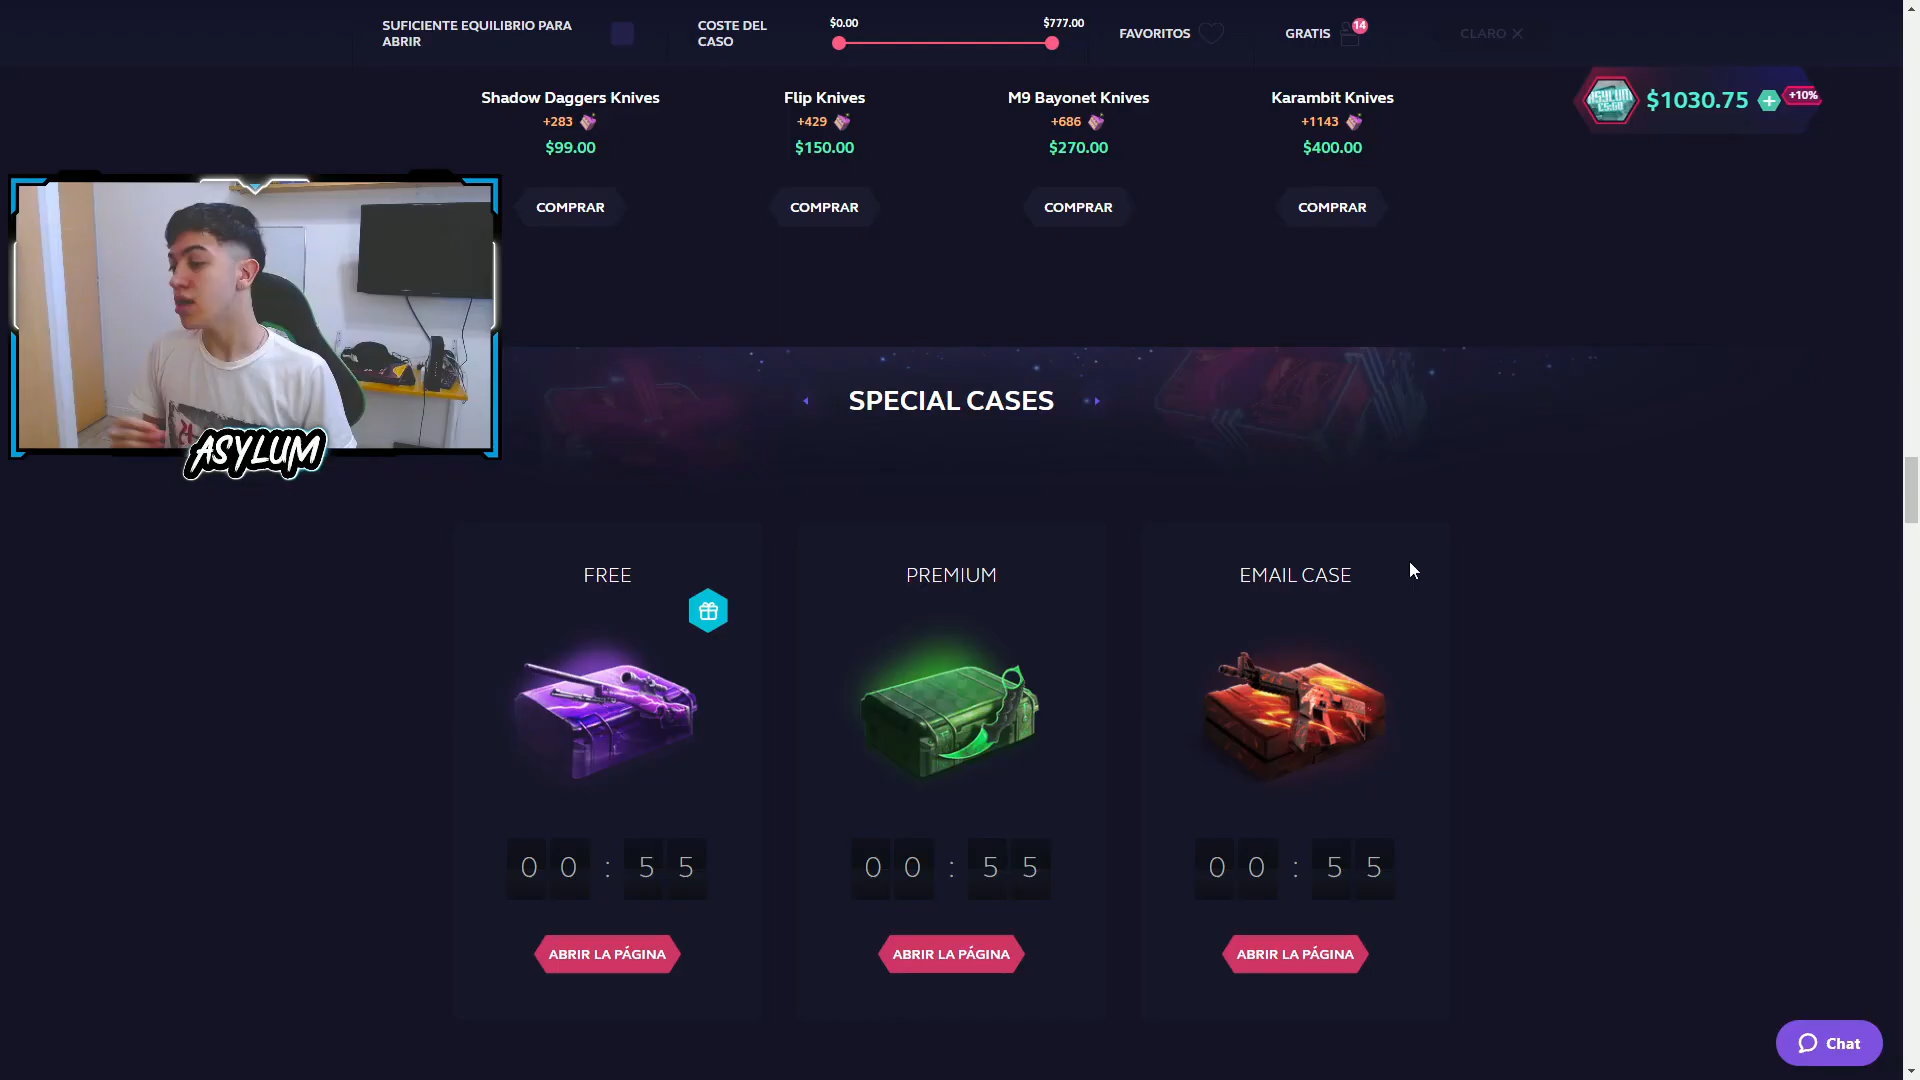 SUFICIENTE EQUILIBRIO PARA
ABRIR
COSTE DEL
CASO
$0.00
$777.00
FAVORITOS
GRATIS
14
CLARO
Shadow Daggers Knives
+283
$99.00
COMPRAR
Flip Knives
+429
$150.00
COMPRAR
M9 Bayonet Knives
+686
$270.00
COMPRAR
Karambit Knives
+1143
$400.00
COMPRAR
ASYLUM
CSGO
$1030.75
+10%
ASYLUM
SPECIAL CASES
FREE
00:55
ABRIR LA PÁGINA
PREMIUM
00:55
ABRIR LA PÁGINA
EMAIL CASE
00:55
ABRIR LA PÁGINA
Chat